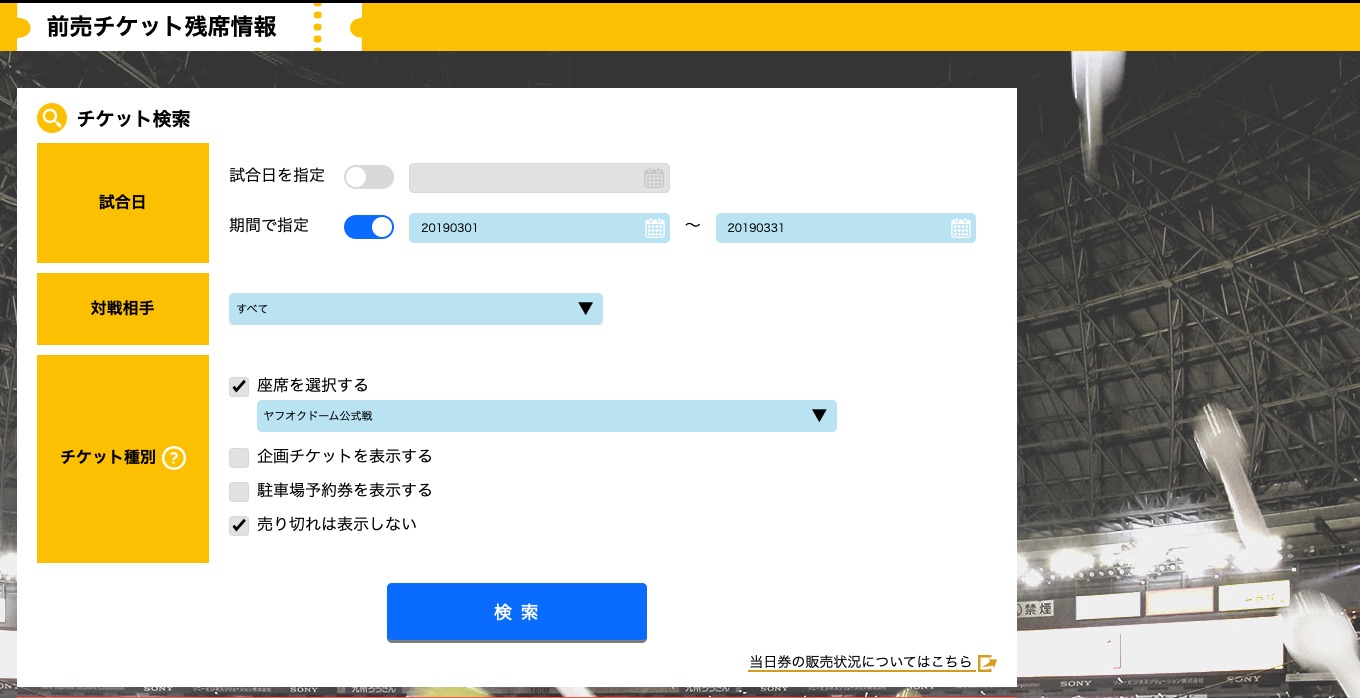 前売チケット残席情報
チケット検索
試合日
試合日を指定
期間で指定
20190301
～
20190331
対戦相手
すべて
▼
チケット種別
?
座席を選択する
ヤフオクドーム公式戦
▼
企画チケットを表示する
駐車場予約券を表示する
売り切れは表示しない
検索
当日券の販売状況についてはこちら
禁煙
SONY
SONY
SONY
SONY
SONY